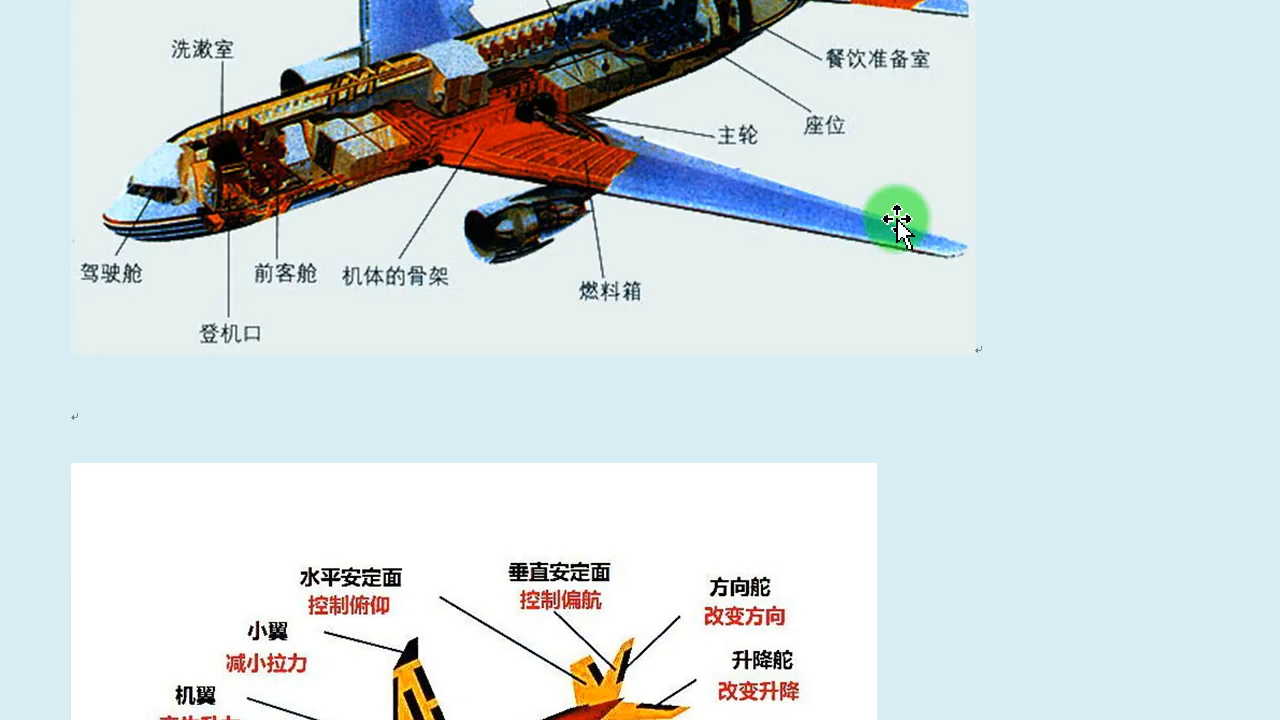 洗漱室
餐饮准备室
座位
主轮
驾驶舱
前客舱
机体的骨架
燃料箱
登机口
水平安定面
控制俯仰
垂直安定面
控制偏航
方向舵
改变方向
小翼
减小拉力
升降舵
改变升降
机翼